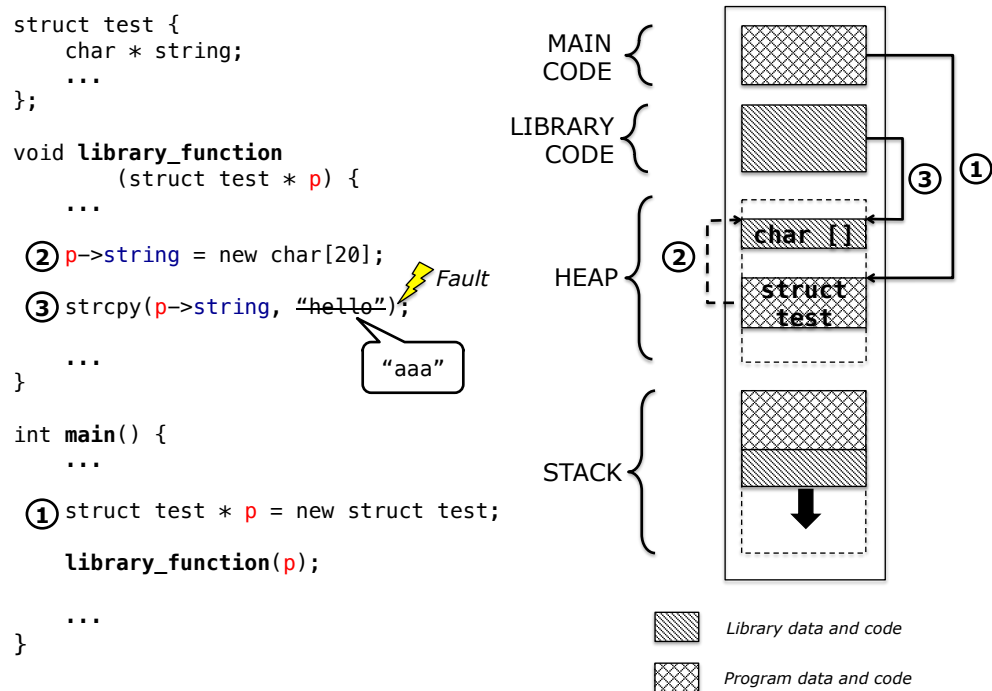 struct test {
char * string;
...
};
void library_function
(struct test * p) {
...
② p->string = new char[20];
③ strcpy(p->string, “hello”);
Fault
“aaa”
...
}
int main() {
...
① struct test * p = new struct test;
library_function(p);
...
}
MAIN
CODE
LIBRARY
CODE
HEAP
STACK
char []
struct
test
②
③
①
Library data and code
Program data and code